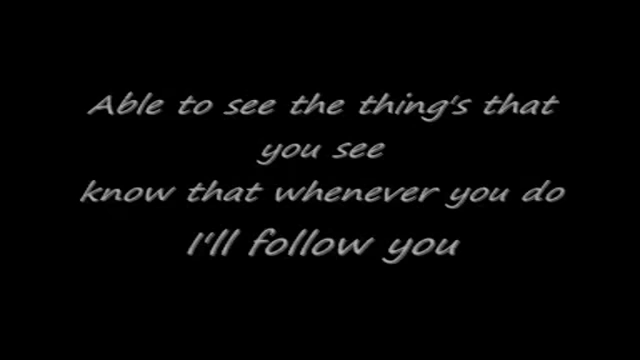 Able to see the thing's that
you see
know that whenever you do
I'll follow you